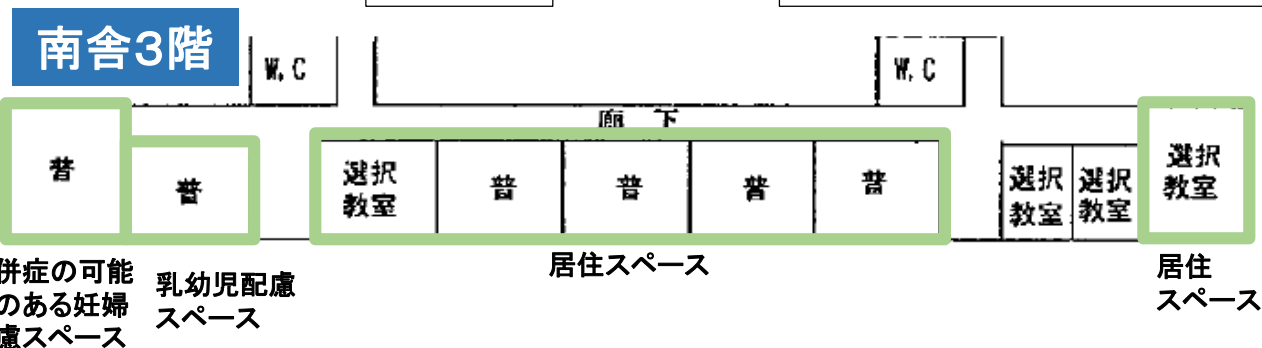 南舎3階
W.C
W.C
廊下
普
普
選択
教室
普
普
普
普
選択
教室
選択
教室
選択
教室
併症の可能
のある妊婦
慮スペース
乳幼児配慮
スペース
居住スペース
居住
スペース